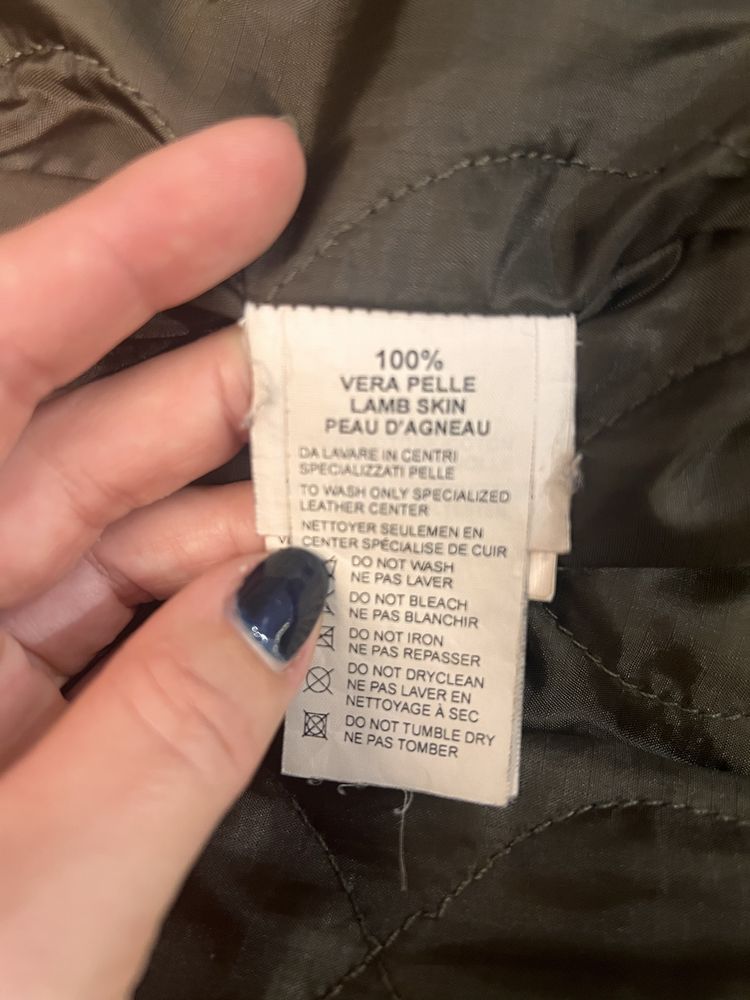 100%
VERA PELLE
LAMB SKIN
PEAU D'AGNEAU
DA LAVARE IN CENTRI
SPECIALIZZATI PELLE
TO WASH ONLY SPECIALIZED
LEATHER CENTER
NETTOYER SEULEMEN EN
CENTER SPÉCIALISE DE CUIR
DO NOT WASH
NE PAS LAVER
DO NOT BLEACH
NE PAS BLANCHIR
DO NOT IRON
NE PAS REPASSER
DO NOT DRYCLEAN
NE PAS LAVER EN
NETTOYAGE À SEC
DO NOT TUMBLE DRY
NE PAS TOMBER